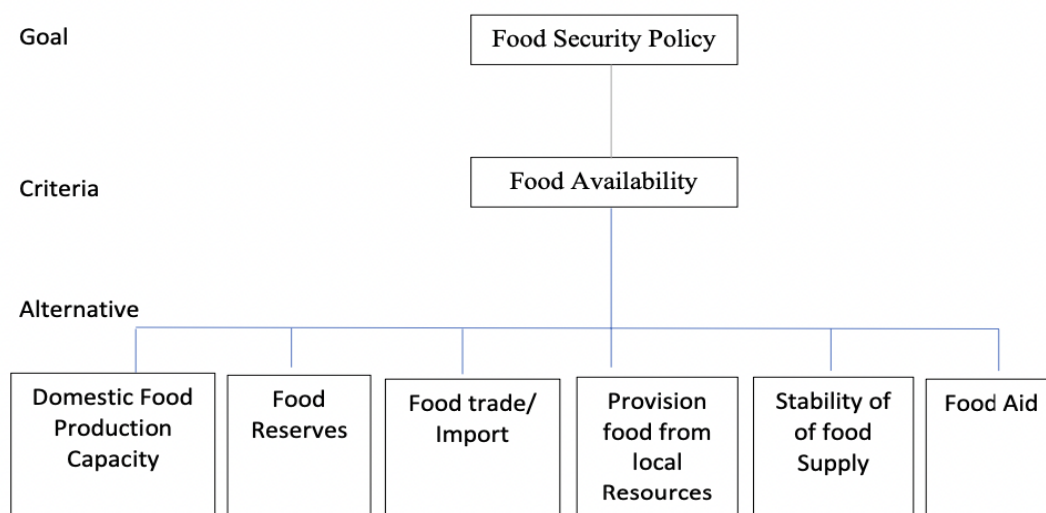 Goal
Food Security Policy
Criteria
Food Availability
Alternative
Domestic Food
Production
Capacity
Food
Reserves
Food trade/
Import
Provision
food from
local
Resources
Stability of
of food
Supply
Food Aid